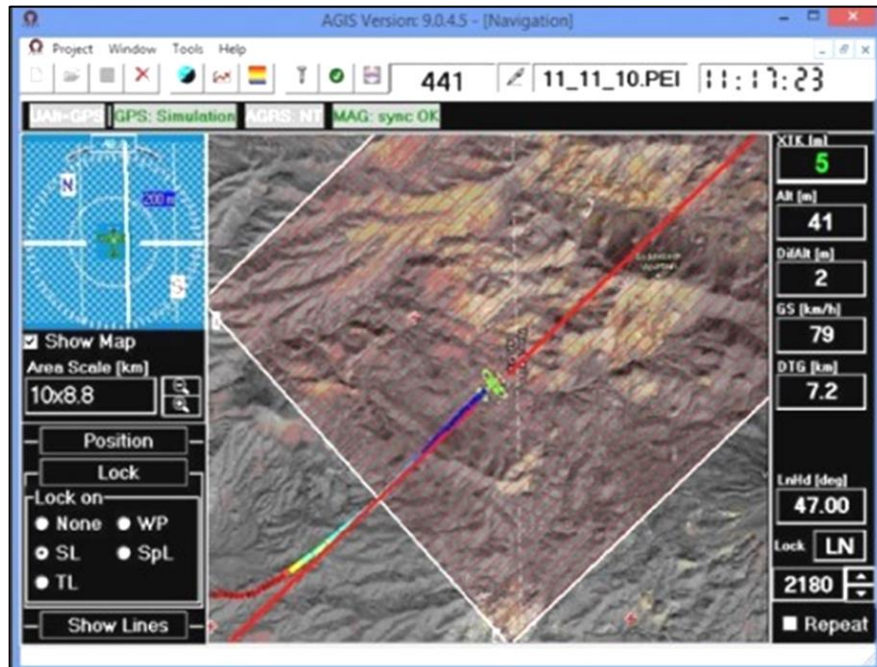 AGIS Version: 9.0.4.5 - [Navigation]
Project Window Tools Help
441 11_11_10.PEI 11:17:23
UAI-GPS GPS: Simulation AGRS: NT MAG: sync OK
N
200 m
S
Show Map
Area Scale [km]
10x8.8
Position
Lock
Lock on
None WP
SL SpL
TL
Show Lines
XTK [m]
5
Alt [m]
41
DifAlt [m]
2
GS [km/h]
79
DTG [km]
7.2
LnHd [deg]
47.00
Lock LN
2180
Repeat